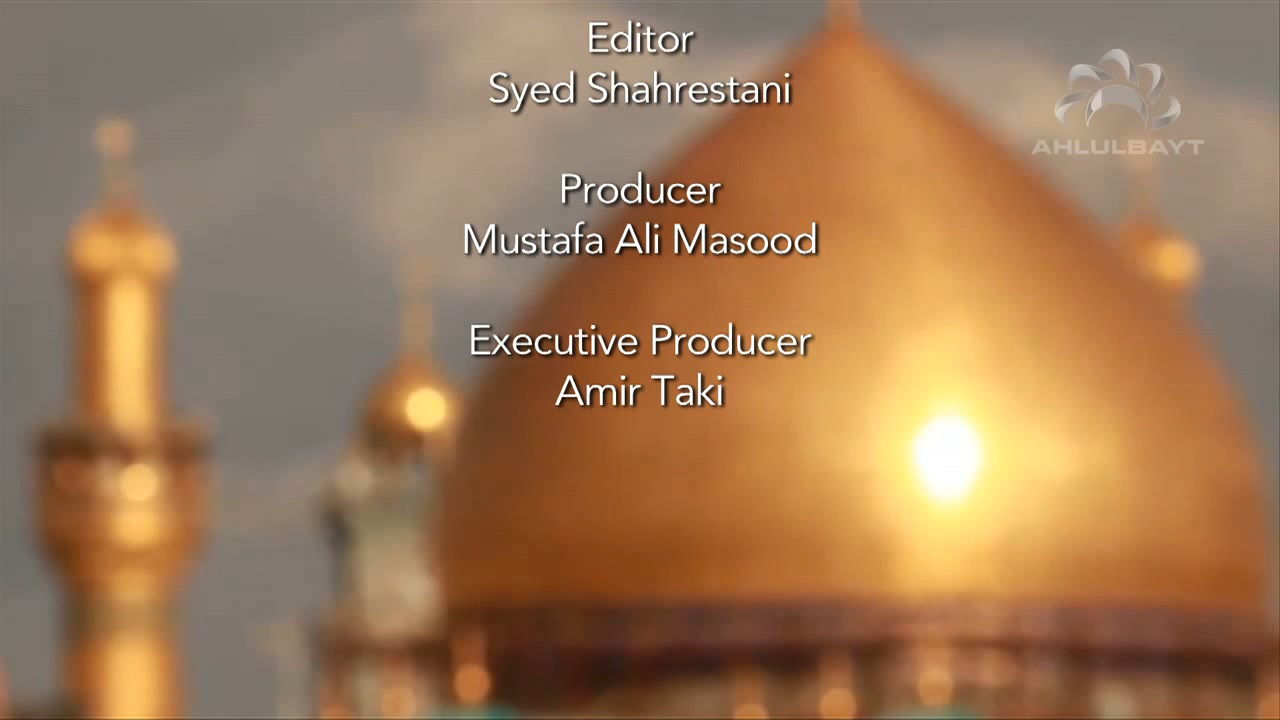 Editor
Syed Shahrestani
AHLULBAYT
Producer
Mustafa Ali Masood
Executive Producer
Amir Taki